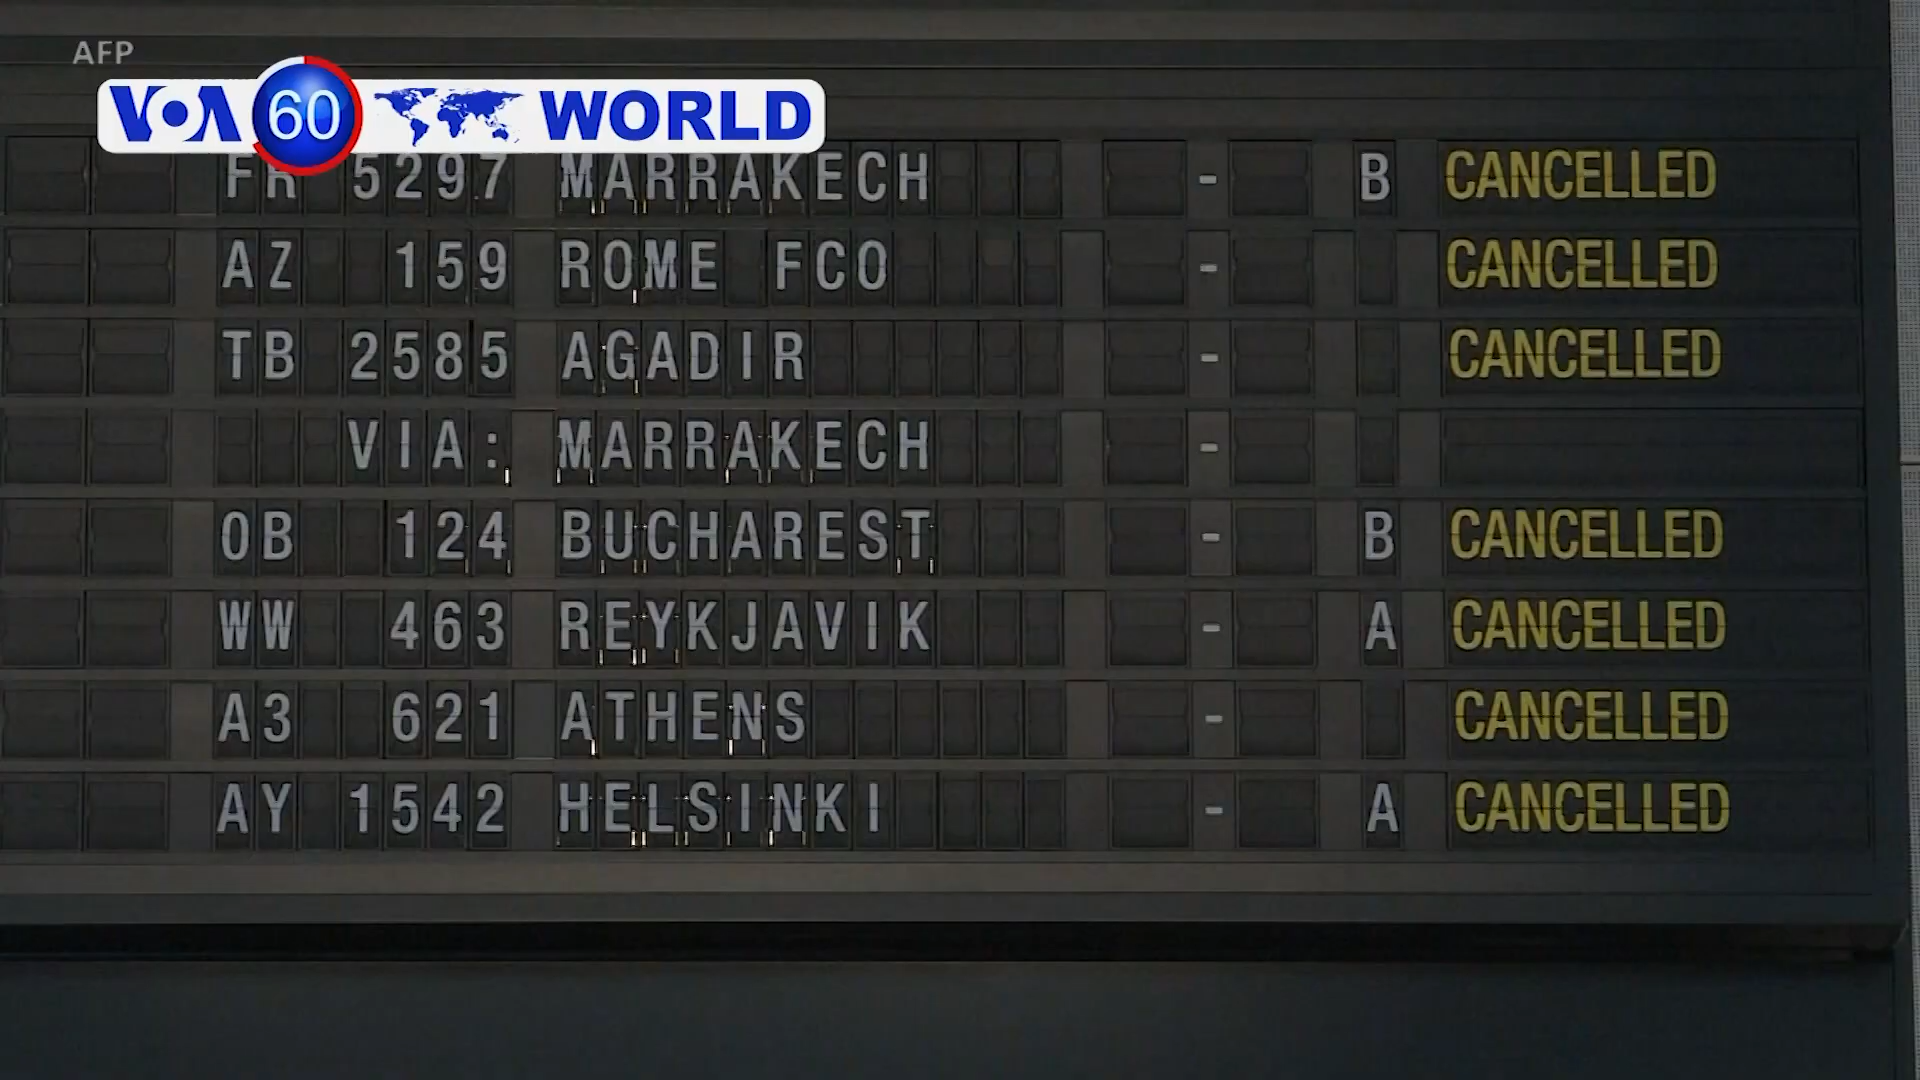 AFP
VOA 60 WORLD
FR 5297 MARRAKECH - B CANCELLED
AZ 159 ROME FCO - CANCELLED
TB 2585 AGADIR - CANCELLED
VIA: MARRAKECH -
0B 124 BUCHAREST - B CANCELLED
WW 463 REYKJAVIK - A CANCELLED
A3 621 ATHENS - CANCELLED
AY 1542 HELSINKI - A CANCELLED